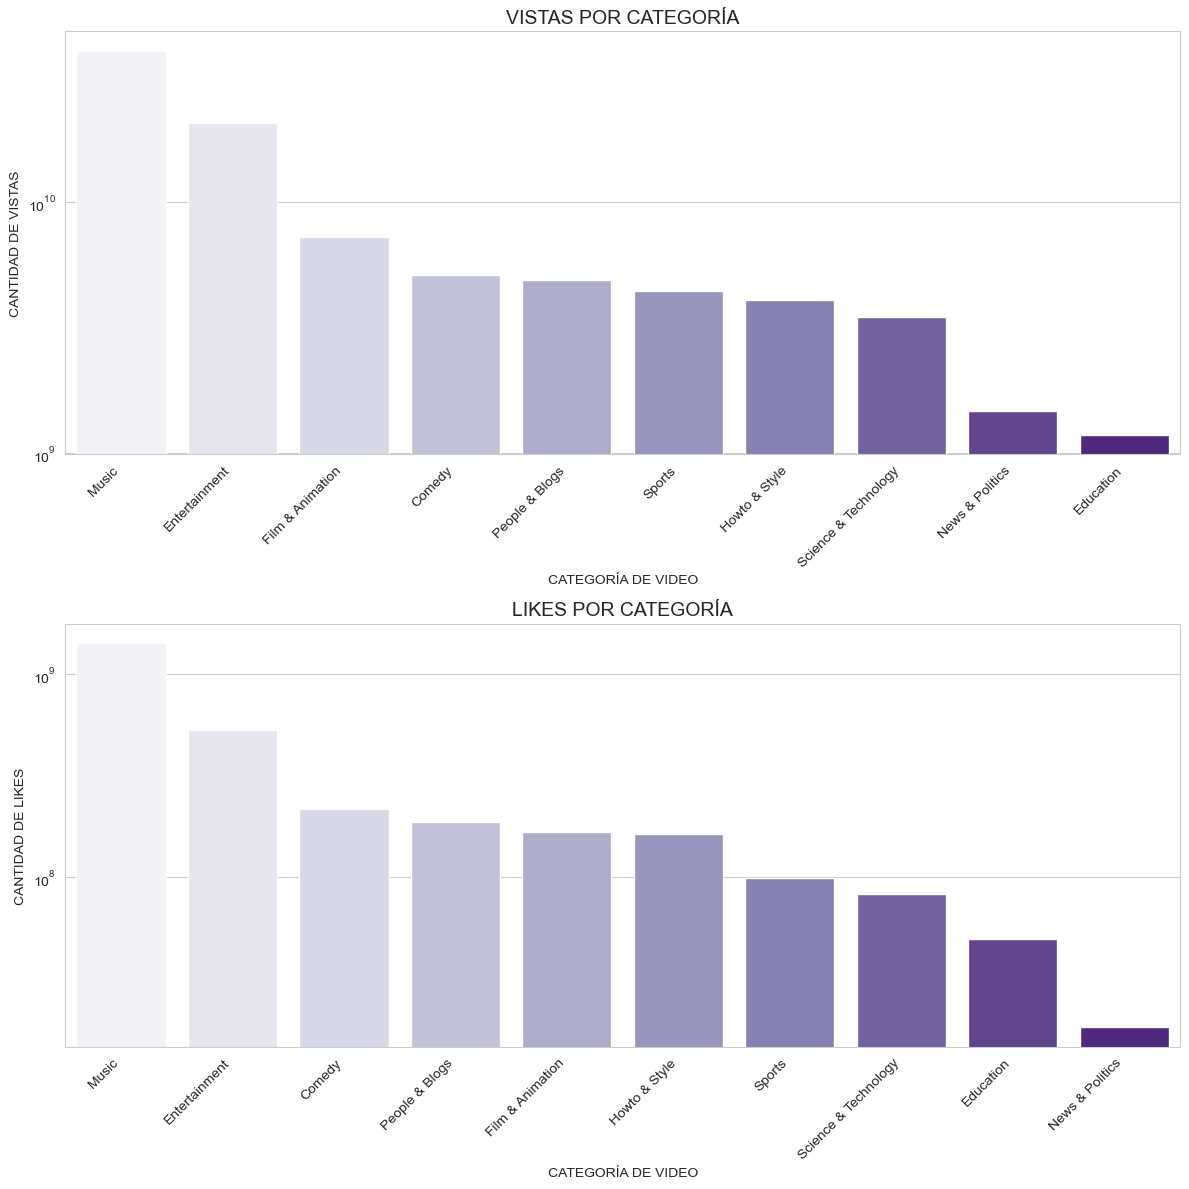 VISTAS POR CATEGORÍA
CANTIDAD DE VISTAS
10^10
10^9
Music
Entertainment
Film & Animation
Comedy
People & Blogs
Sports
Howto & Style
Science & Technology
News & Politics
Education
CATEGORÍA DE VIDEO
LIKES POR CATEGORÍA
CANTIDAD DE LIKES
10^9
10^8
Music
Entertainment
Comedy
People & Blogs
Film & Animation
Howto & Style
Sports
Science & Technology
Education
News & Politics
CATEGORÍA DE VIDEO